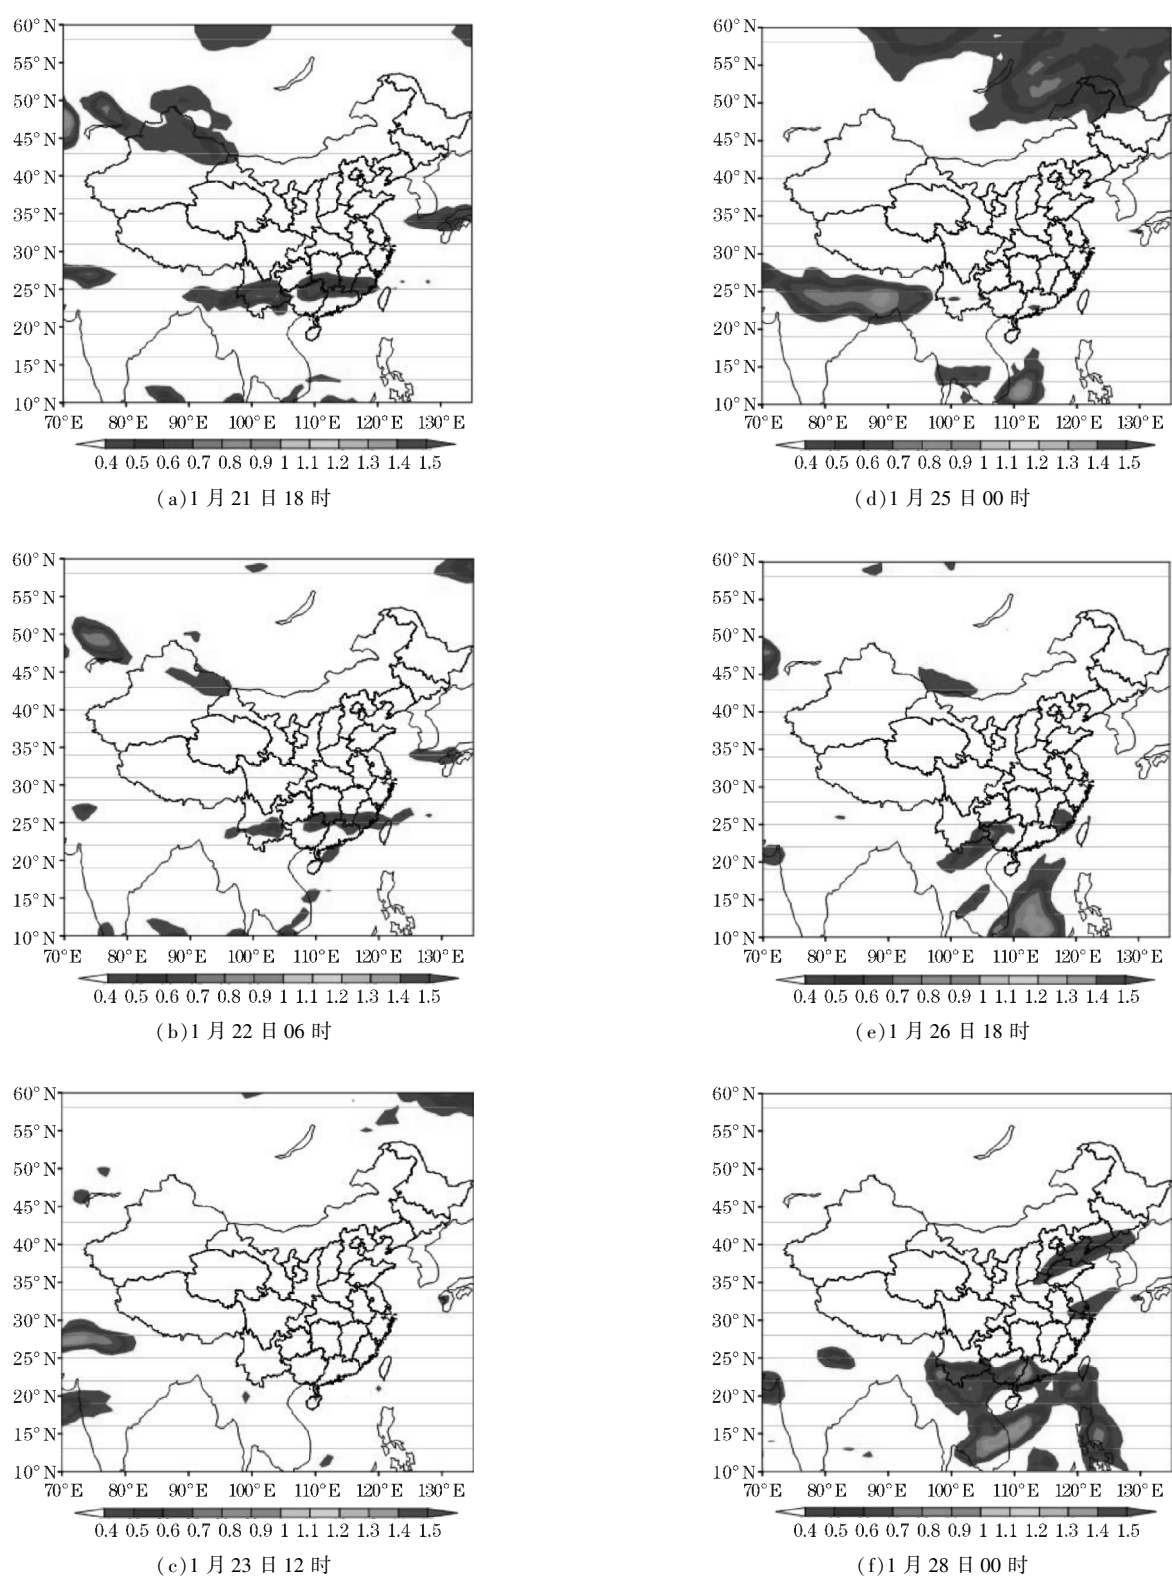 60° N
55° N
50° N
45° N
40° N
35° N
30° N
25° N
20° N
15° N
10° N
70° E 80° E 90° E 100° E 110° E 120° E 130° E
0.4 0.5 0.6 0.7 0.8 0.9 1 1.1 1.2 1.3 1.4 1.5
(a)1 月 21 日 18 时
60° N
55° N
50° N
45° N
40° N
35° N
30° N
25° N
20° N
15° N
10° N
70° E 80° E 90° E 100° E 110° E 120° E 130° E
0.4 0.5 0.6 0.7 0.8 0.9 1 1.1 1.2 1.3 1.4 1.5
(d)1 月 25 日 00 时
60° N
55° N
50° N
45° N
40° N
35° N
30° N
25° N
20° N
15° N
10° N
70° E 80° E 90° E 100° E 110° E 120° E 130° E
0.4 0.5 0.6 0.7 0.8 0.9 1 1.1 1.2 1.3 1.4 1.5
(b)1 月 22 日 06 时
60° N
55° N
50° N
45° N
40° N
35° N
30° N
25° N
20° N
15° N
10° N
70° E 80° E 90° E 100° E 110° E 120° E 130° E
0.4 0.5 0.6 0.7 0.8 0.9 1 1.1 1.2 1.3 1.4 1.5
(e)1 月 26 日 18 时
60° N
55° N
50° N
45° N
40° N
35° N
30° N
25° N
20° N
15° N
10° N
70° E 80° E 90° E 100° E 110° E 120° E 130° E
0.4 0.5 0.6 0.7 0.8 0.9 1 1.1 1.2 1.3 1.4 1.5
(c)1 月 23 日 12 时
60° N
55° N
50° N
45° N
40° N
35° N
30° N
25° N
20° N
15° N
10° N
70° E 80° E 90° E 100° E 110° E 120° E 130° E
0.4 0.5 0.6 0.7 0.8 0.9 1 1.1 1.2 1.3 1.4 1.5
(f)1 月 28 日 00 时